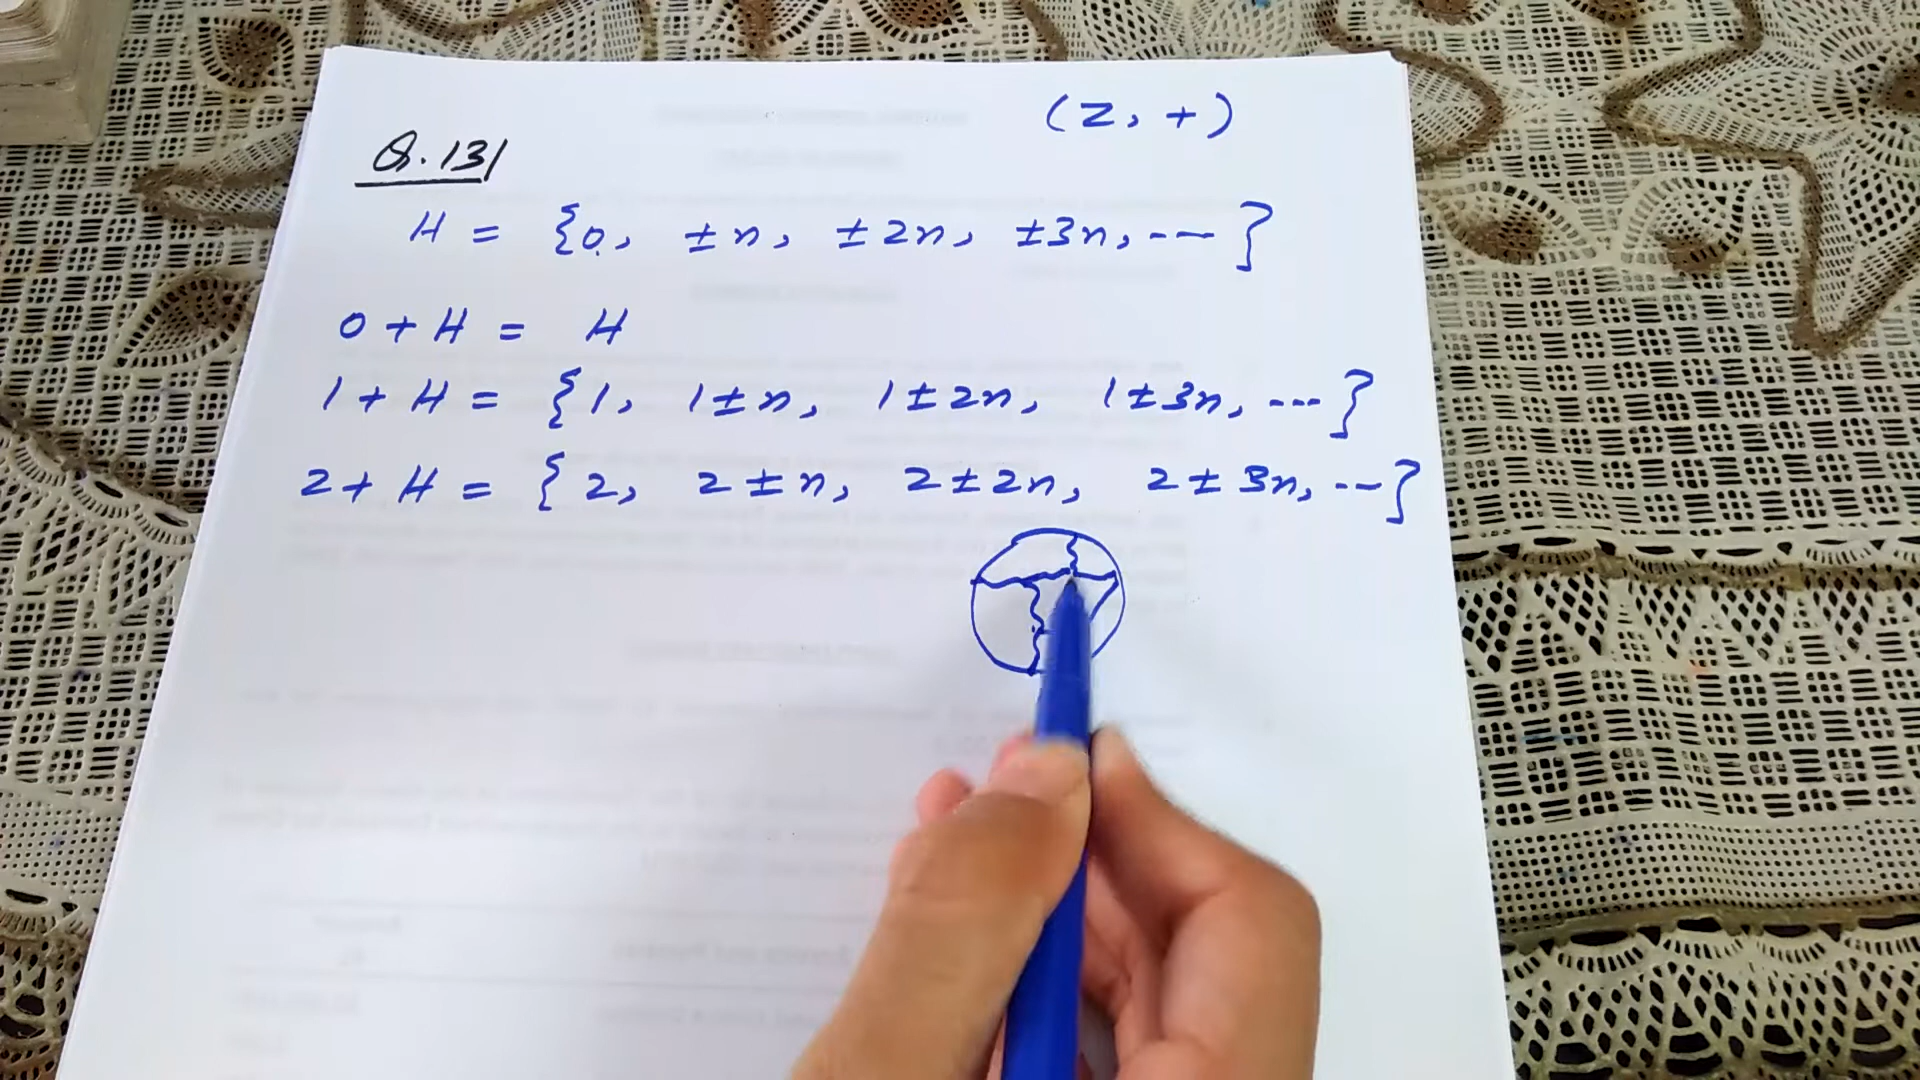 (Z, +)
Q.131
H = {0, ±n, ±2n, ±3n, --- }
0 + H = H
1 + H = {1, 1±n, 1±2n, 1±3n, --- }
2 + H = {2, 2±n, 2±2n, 2±3n, --- }